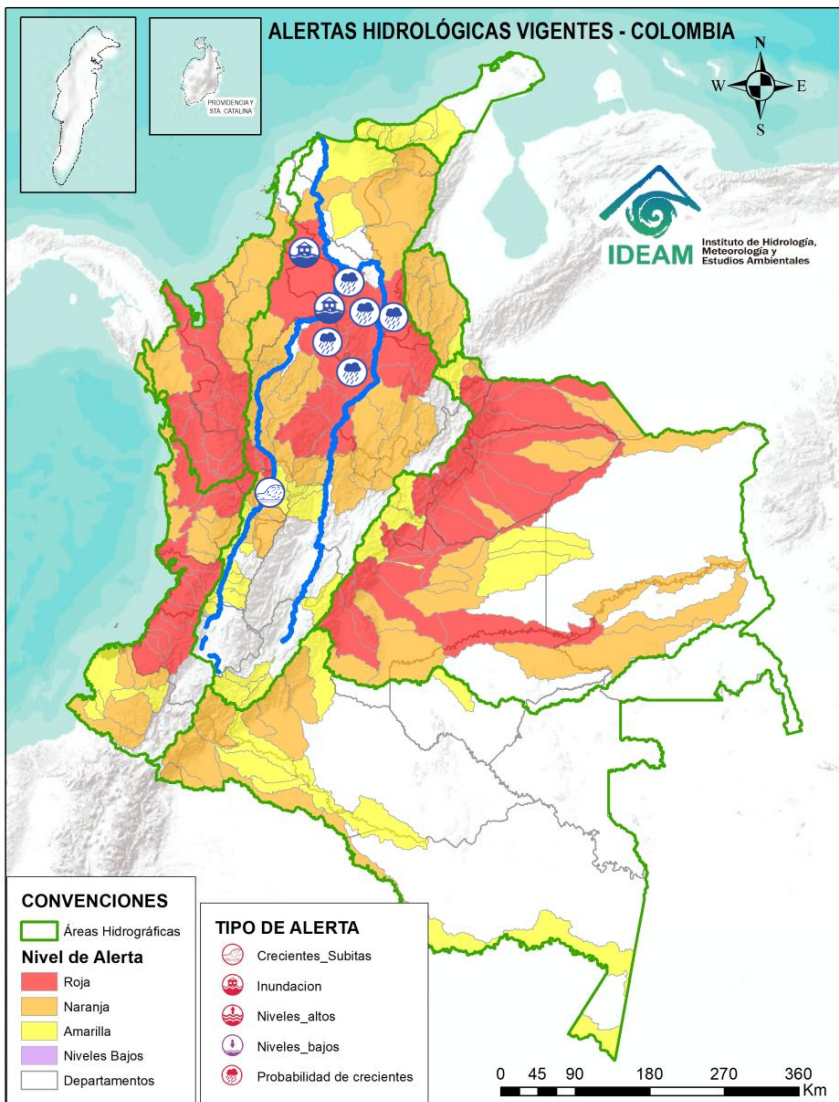 ALERTAS HIDROLÓGICAS VIGENTES - COLOMBIA
PROVIDENCIA Y
STA. CATALINA
N
W
E
S
IDEAM
Instituto de Hidrología,
Meteorología y
Estudios Ambientales
CONVENCIONES
Áreas Hidrográficas
Nivel de Alerta
Roja
Naranja
Amarilla
Niveles Bajos
Departamentos
TIPO DE ALERTA
Crecientes_Subitas
Inundacion
Niveles_altos
Niveles_bajos
Probabilidad de crecientes
0 45 90 180 270 360
Km